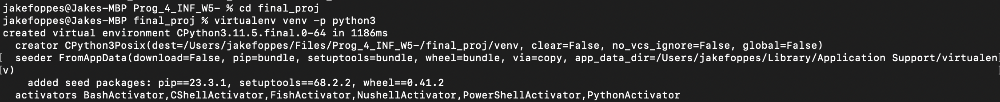 jakefoppes@Jakes-MBP Prog_4_INF_W5- % cd final_proj
jakefoppes@Jakes-MBP final_proj % virtualenv venv -p python3
created virtual environment CPython3.11.5.final.0-64 in 1186ms
  creator CPython3Posix(dest=/Users/jakefoppes/Files/Prog_4_INF_W5-/final_proj/venv, clear=False, no_vcs_ignore=False, global=False)
[  seeder FromAppData(download=False, pip=bundle, setuptools=bundle, wheel=bundle, via=copy, app_data_dir=/Users/jakefoppes/Library/Application Support/virtualen]
[v)]
    added seed packages: pip==23.3.1, setuptools==68.2.2, wheel==0.41.2
  activators BashActivator,CShellActivator,FishActivator,NushellActivator,PowerShellActivator,PythonActivator